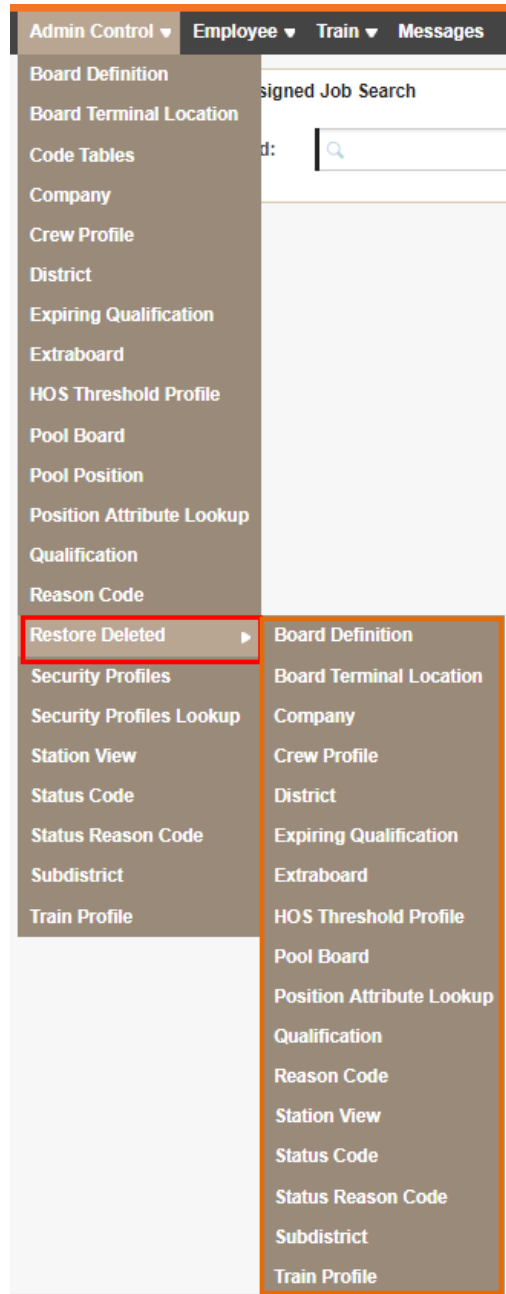 Admin Control Employee Train Messages
Board Definition
signed Job Search
Board Terminal Location
Code Tables
d:
Company
Crew Profile
District
Expiring Qualification
Extraboard
HOS Threshold Profile
Pool Board
Pool Position
Position Attribute Lookup
Qualification
Reason Code
Restore Deleted
Security Profiles
Security Profiles Lookup
Station View
Status Code
Status Reason Code
Subdistrict
Train Profile
Board Definition
Board Terminal Location
Company
Crew Profile
District
Expiring Qualification
Extraboard
HOS Threshold Profile
Pool Board
Position Attribute Lookup
Qualification
Reason Code
Station View
Status Code
Status Reason Code
Subdistrict
Train Profile